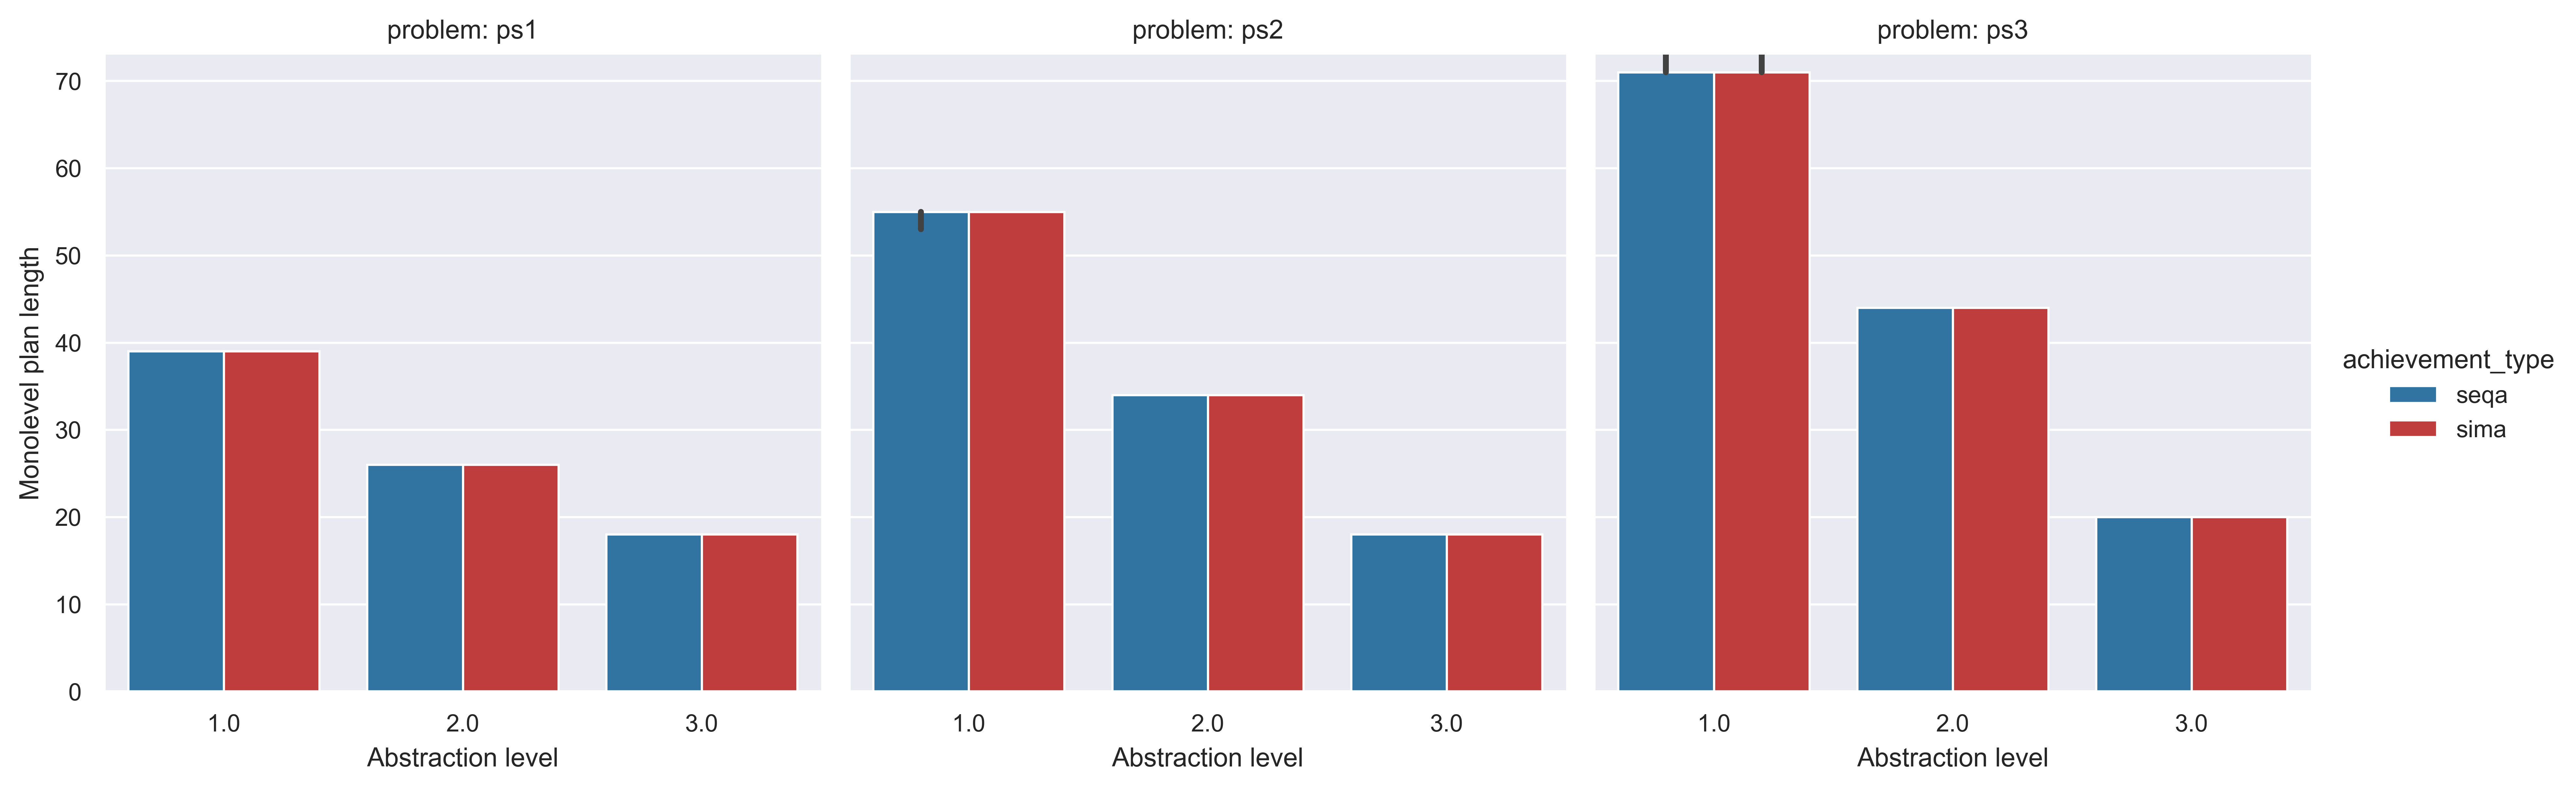 problem: ps1
problem: ps2
problem: ps3
Monolevel plan length
70
60
50
40
30
20
10
0
1.0 2.0 3.0
1.0 2.0 3.0
1.0 2.0 3.0
Abstraction level
Abstraction level
Abstraction level
achievement_type
seqa
sima